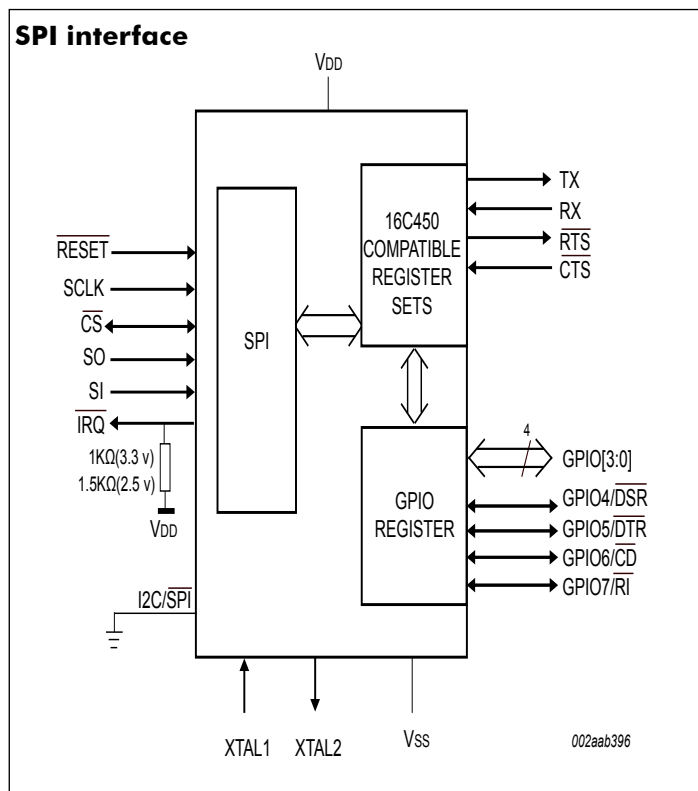 SPI interface
VDD
RESET
SCLK
CS
SO
SI
IRQ
1KΩ(3.3 v)
1.5KΩ(2.5 v)
VDD
I2C/SPI
SPI
16C450
COMPATIBLE
REGISTER
SETS
TX
RX
RTS
CTS
GPIO
REGISTER
4
GPIO[3:0]
GPIO4/DSR
GPIO5/DTR
GPIO6/CD
GPIO7/RI
XTAL1
XTAL2
VSS
002aab396